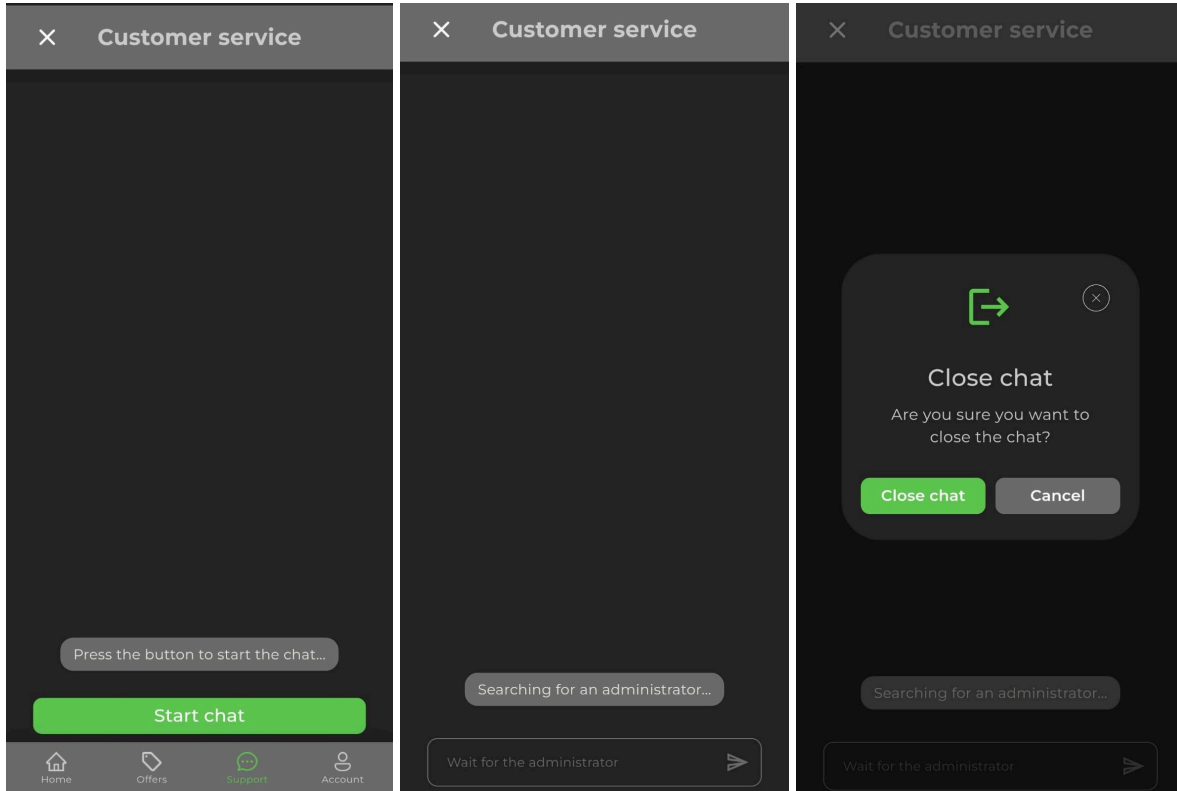 Customer service
Press the button to start the chat...
Start chat
Home
Offers
Support
Account
Customer service
Searching for an administrator...
Wait for the administrator
Customer service
Close chat
Are you sure you want to
close the chat?
Close chat
Cancel
Searching for an administrator...
Wait for the administrator